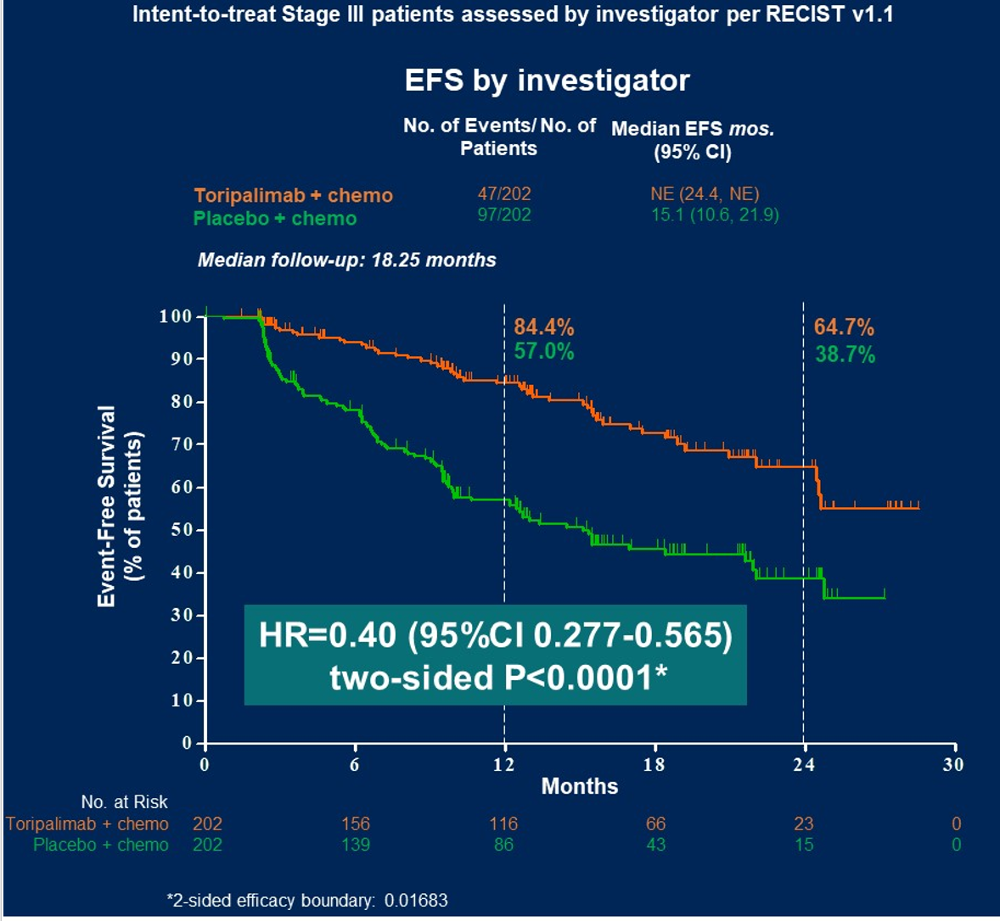 Intent-to-treat Stage III patients assessed by investigator per RECIST v1.1
EFS by investigator
No. of Events/ No. of Patients
Median EFS mos. (95% CI)
Toripalimab + chemo 47/202 NE (24.4, NE)
Placebo + chemo 97/202 15.1 (10.6, 21.9)
Median follow-up: 18.25 months
84.4%
57.0%
64.7%
38.7%
Event-Free Survival
(% of patients)
100
90
80
70
60
50
40
30
20
10
0
HR=0.40 (95%CI 0.277-0.565)
two-sided P<0.0001*
0 6 12 18 24 30
Months
No. at Risk
Toripalimab + chemo 202 156 116 66 23 0
Placebo + chemo 202 139 86 43 15 0
*2-sided efficacy boundary: 0.01683